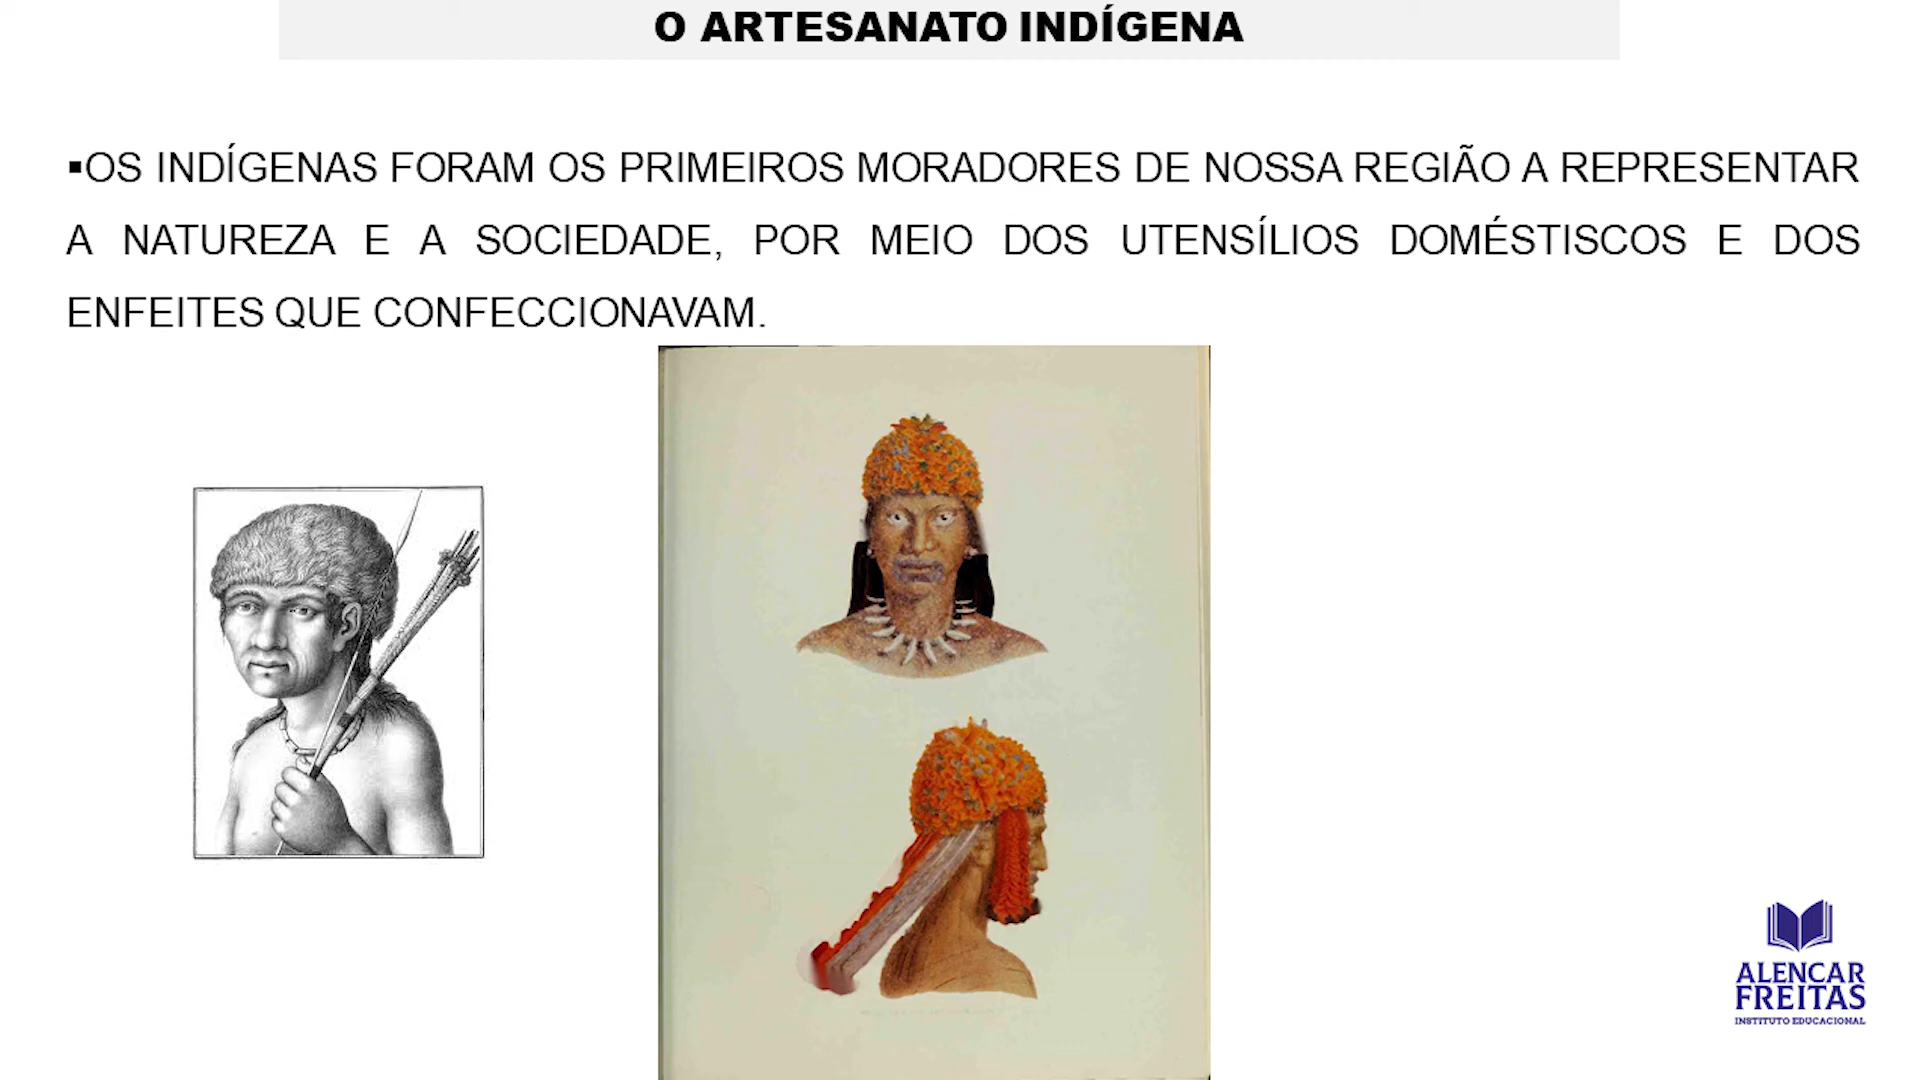 O ARTESANATO INDÍGENA
▪OS INDÍGENAS FORAM OS PRIMEIROS MORADORES DE NOSSA REGIÃO A REPRESENTAR
A NATUREZA E A SOCIEDADE, POR MEIO DOS UTENSÍLIOS DOMÉSTISCOS E DOS
ENFEITES QUE CONFECCIONAVAM.
ALENCAR
FREITAS
INSTITUTO EDUCACIONAL